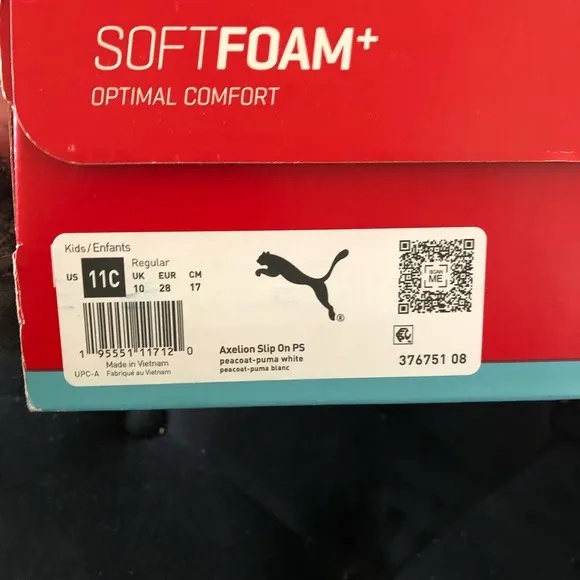 SOFTFOAM+
OPTIMAL COMFORT
Kids/Enfants
Regular
US 11C UK EUR CM
10 28 17
1 95551 11712 0
UPC-A
Made in Vietnam
Fabriqué au Vietnam
®
Axelion Slip On PS
peacoat-puma white
peacoat-puma blanc
SCAN
ME
376751 08